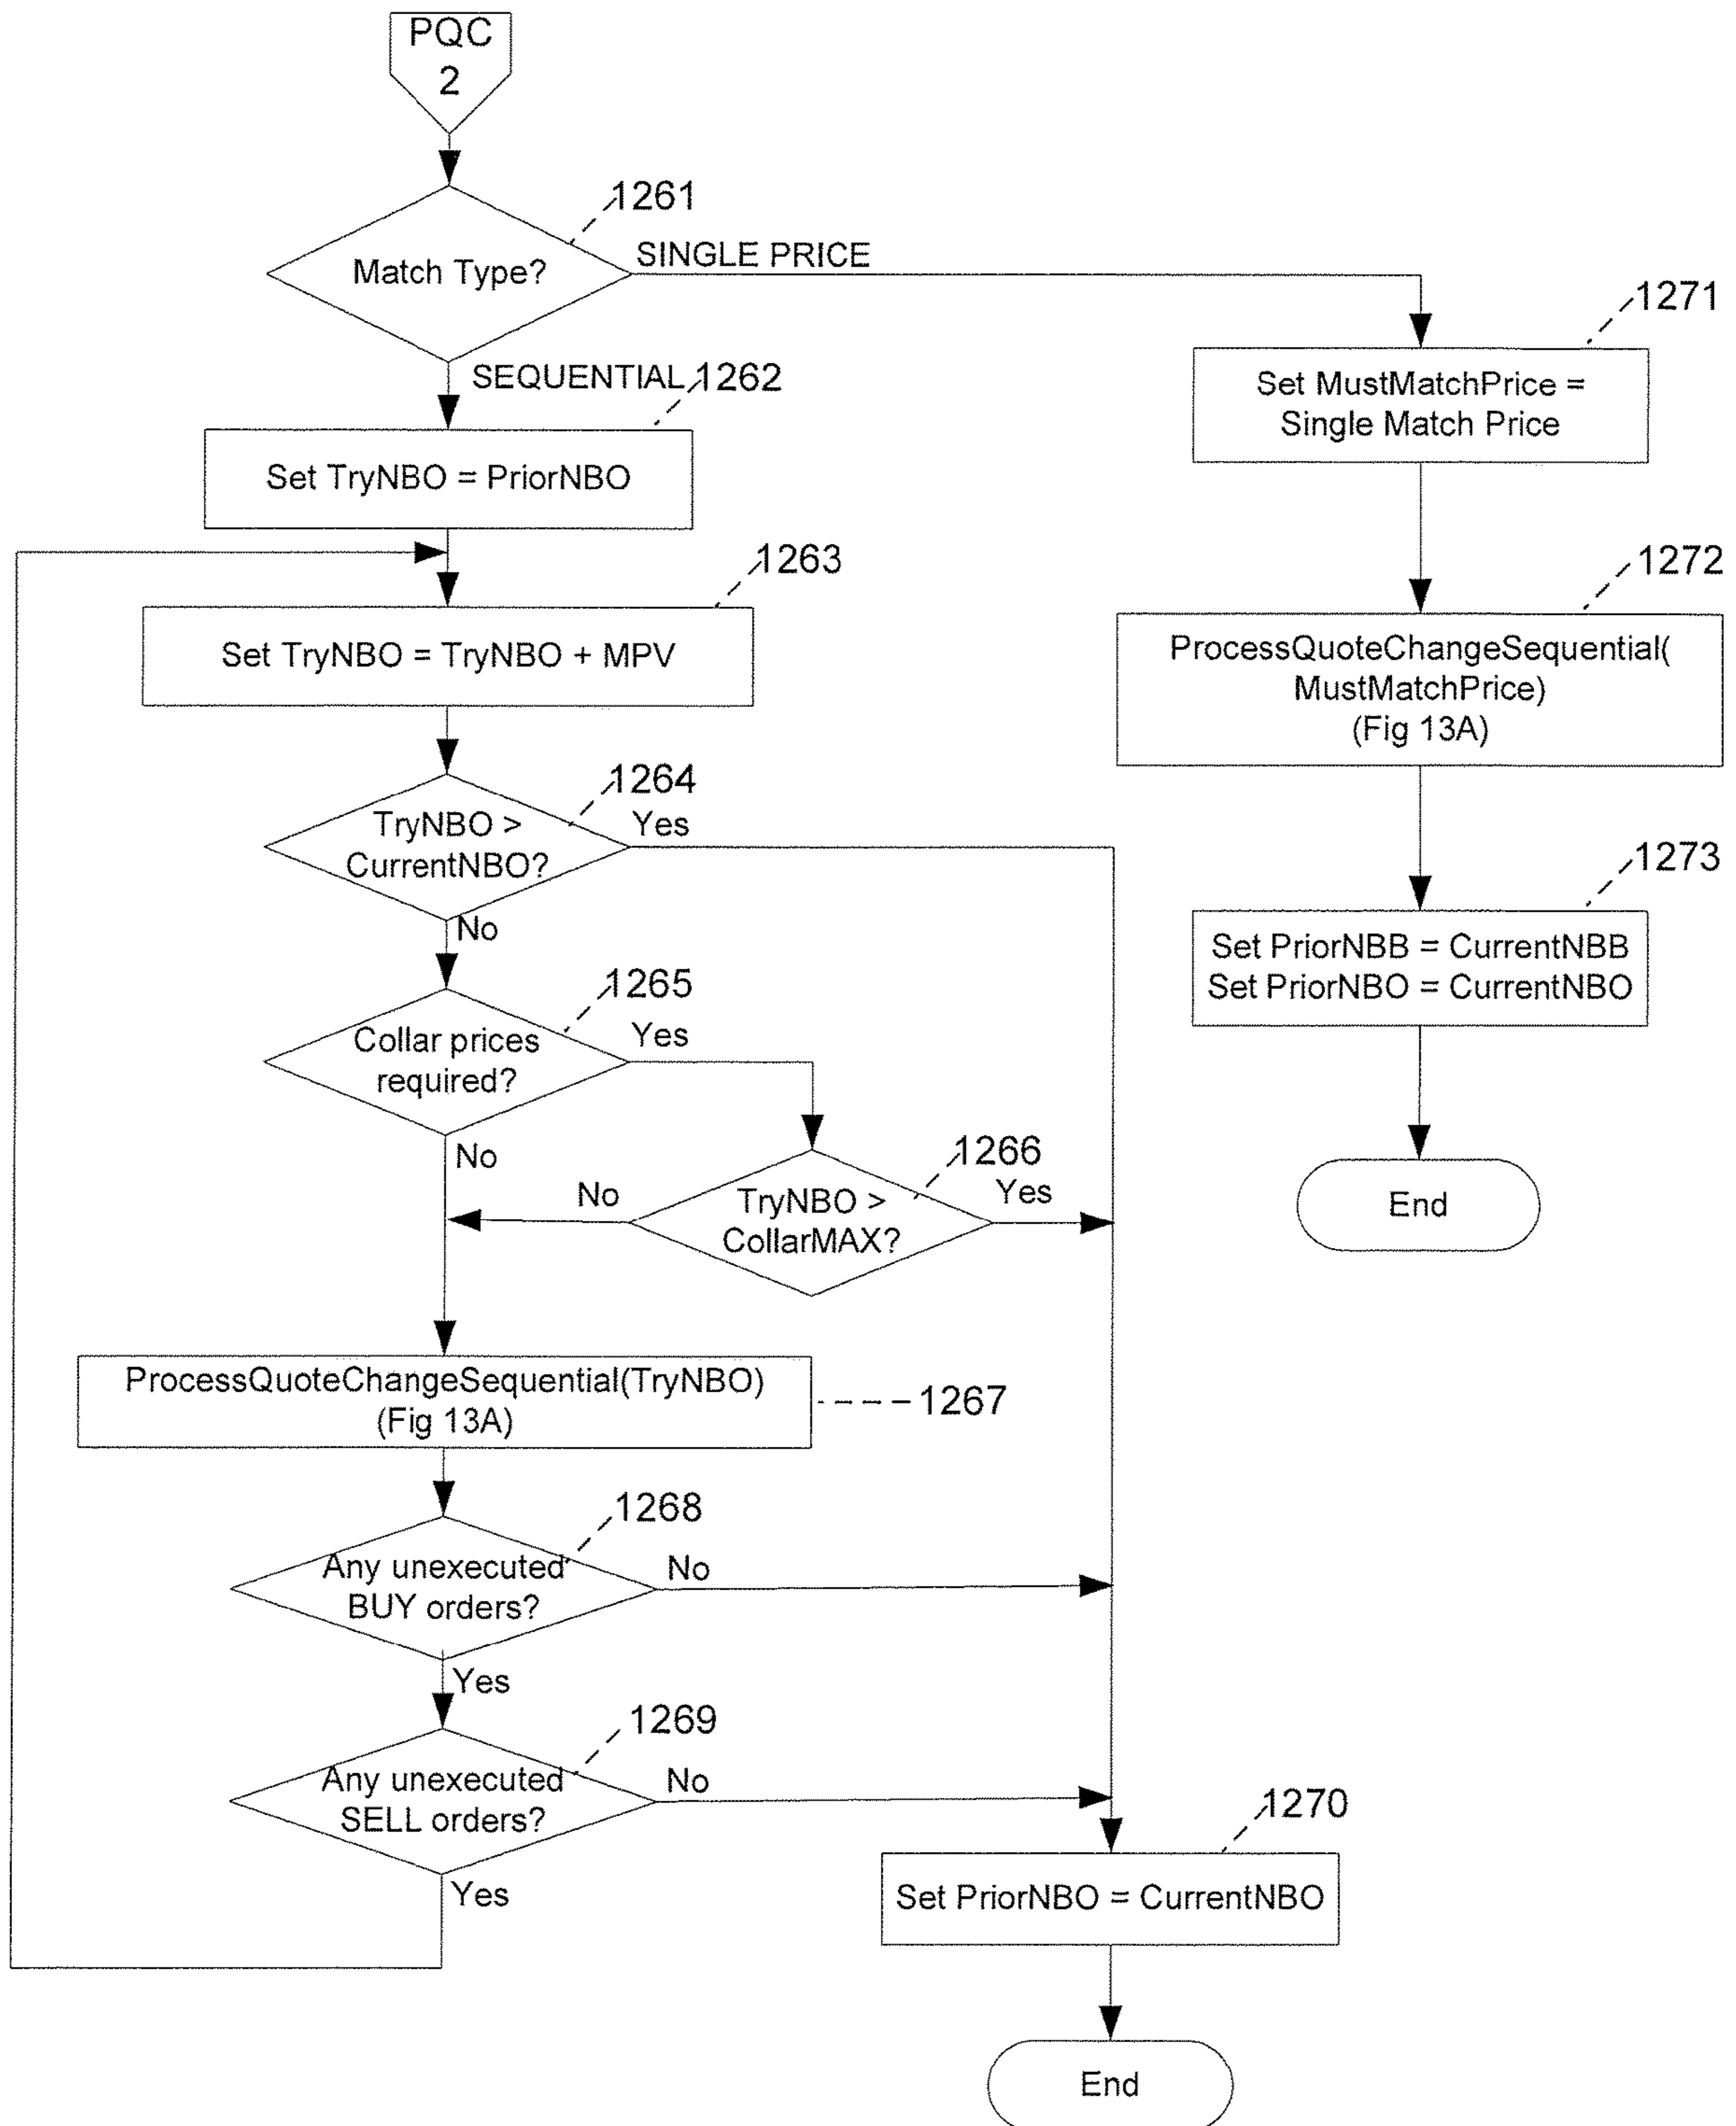 PQC
2
1261
Match Type?
SINGLE PRICE
1271
Set MustMatchPrice =
Single Match Price
SEQUENTIAL
1262
Set TryNBO = PriorNBO
1263
Set TryNBO = TryNBO + MPV
1272
ProcessQuoteChangeSequential(
MustMatchPrice)
(Fig 13A)
1264
TryNBO >
CurrentNBO?
Yes
No
1273
Set PriorNBB = CurrentNBB
Set PriorNBO = CurrentNBO
End
1265
Collar prices
required?
Yes
No
1266
TryNBO >
CollarMAX?
No
Yes
ProcessQuoteChangeSequential(TryNBO)
(Fig 13A)
1267
1268
Any unexecuted
BUY orders?
No
Yes
1269
Any unexecuted
SELL orders?
No
Yes
1270
Set PriorNBO = CurrentNBO
End